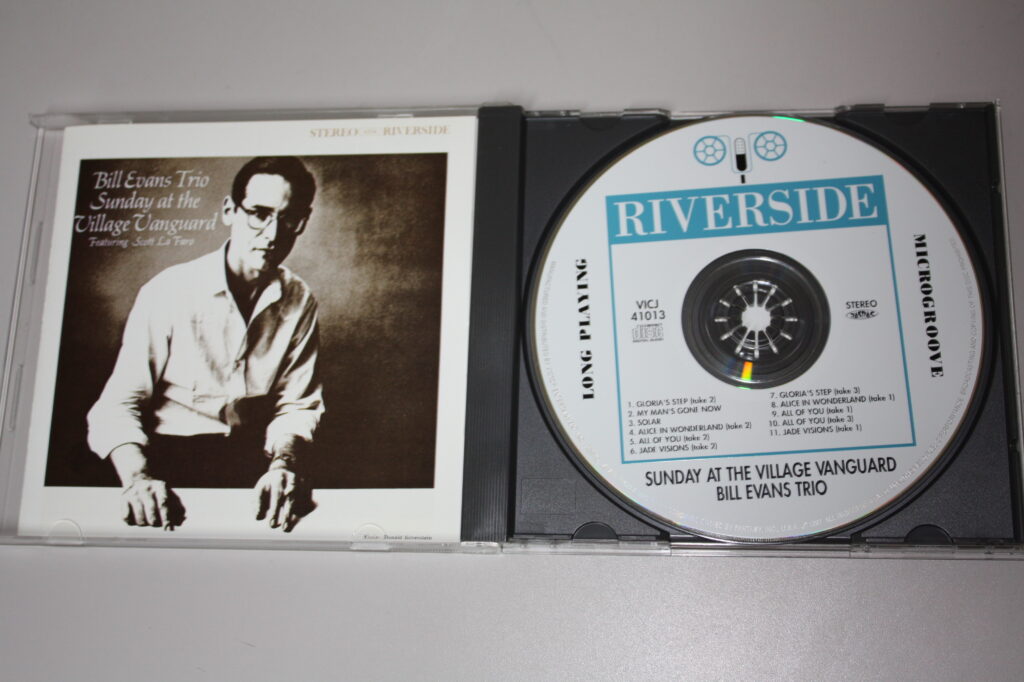 STEREO RIVERSIDE
Bill Evans Trio
Sunday at the
Village Vanguard
Featuring Scott La Faro
Photo: Donald Silverstein
RIVERSIDE
LONG PLAYING
MICROGROOVE
VICJ
41013
STEREO
1. GLORIA'S STEP (take 2)
2. MY MAN'S GONE NOW
3. SOLAR
4. ALICE IN WONDERLAND (take 2)
5. ALL OF YOU (take 2)
6. JADE VISIONS (take 2)
7. GLORIA'S STEP (take 3)
8. ALICE IN WONDERLAND (take 1)
9. ALL OF YOU (take 1)
10. ALL OF YOU (take 3)
11. JADE VISIONS (take 1)
SUNDAY AT THE VILLAGE VANGUARD
BILL EVANS TRIO